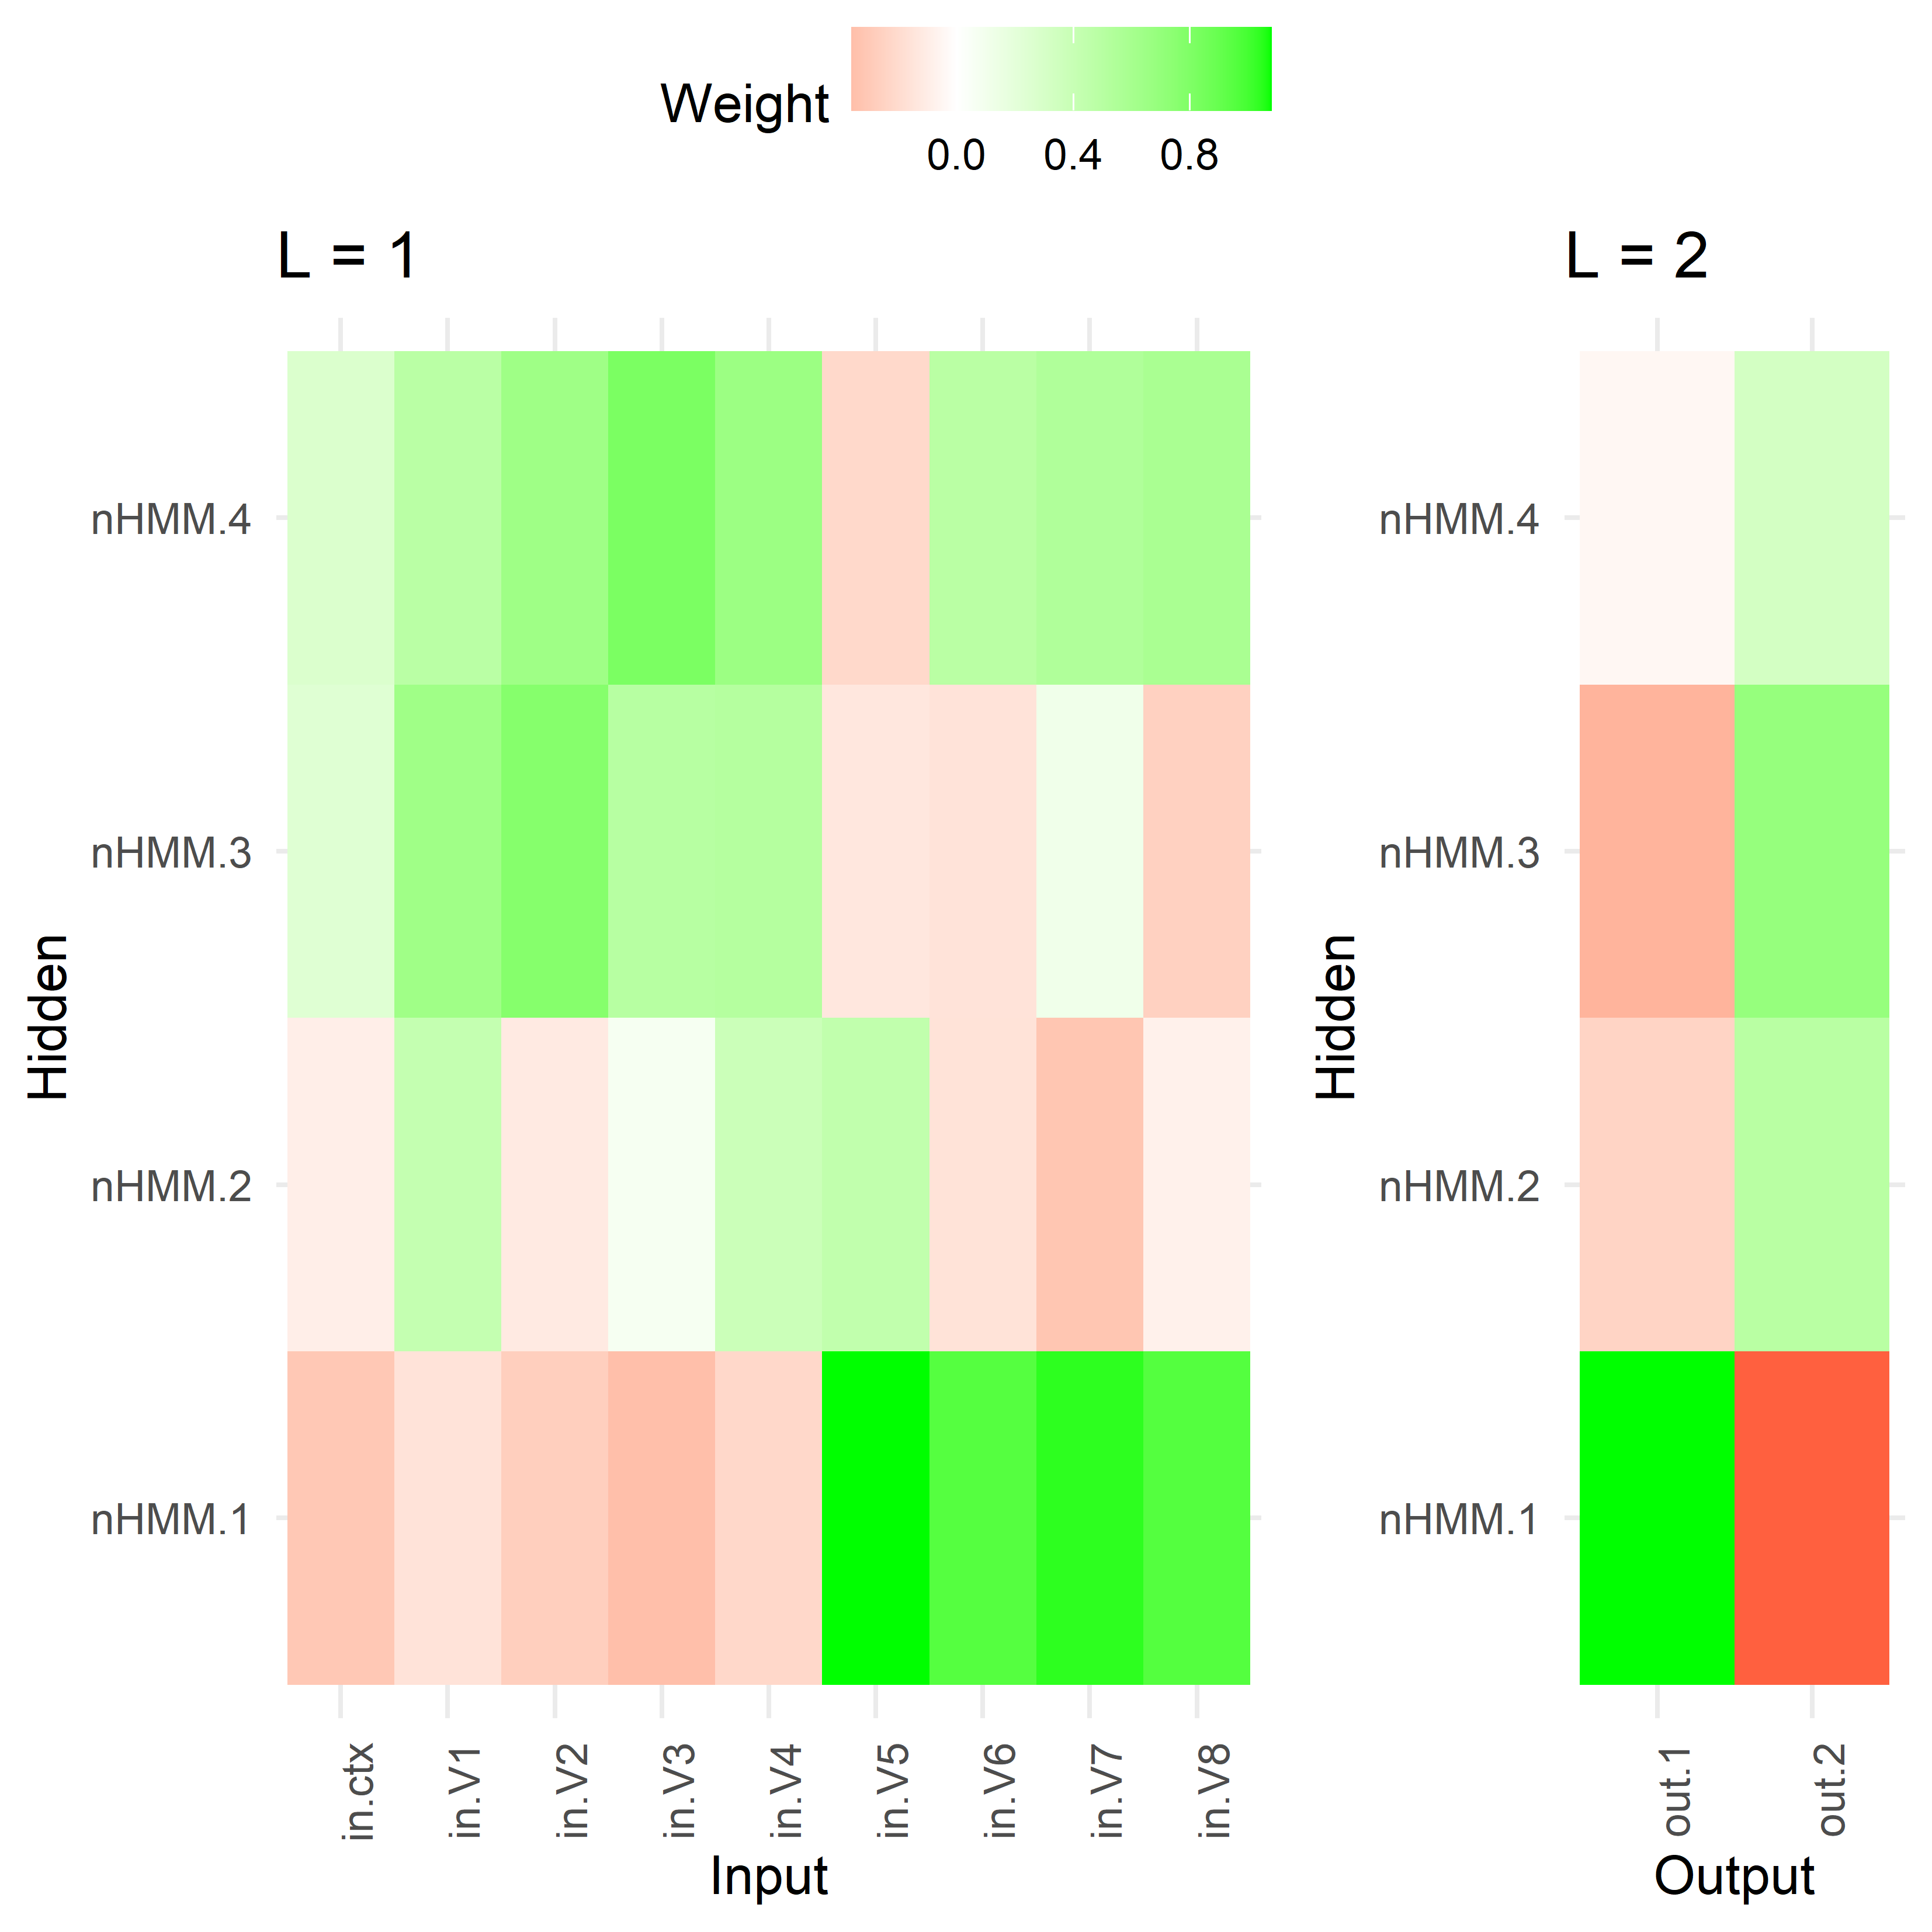 Weight
0.0 0.4 0.8
L = 1
L = 2
nHMM.4
nHMM.3
nHMM.2
nHMM.1
Hidden
in.ctx in.V1 in.V2 in.V3 in.V4 in.V5 in.V6 in.V7 in.V8
Input
nHMM.4
nHMM.3
nHMM.2
nHMM.1
Hidden
out.1 out.2
Output